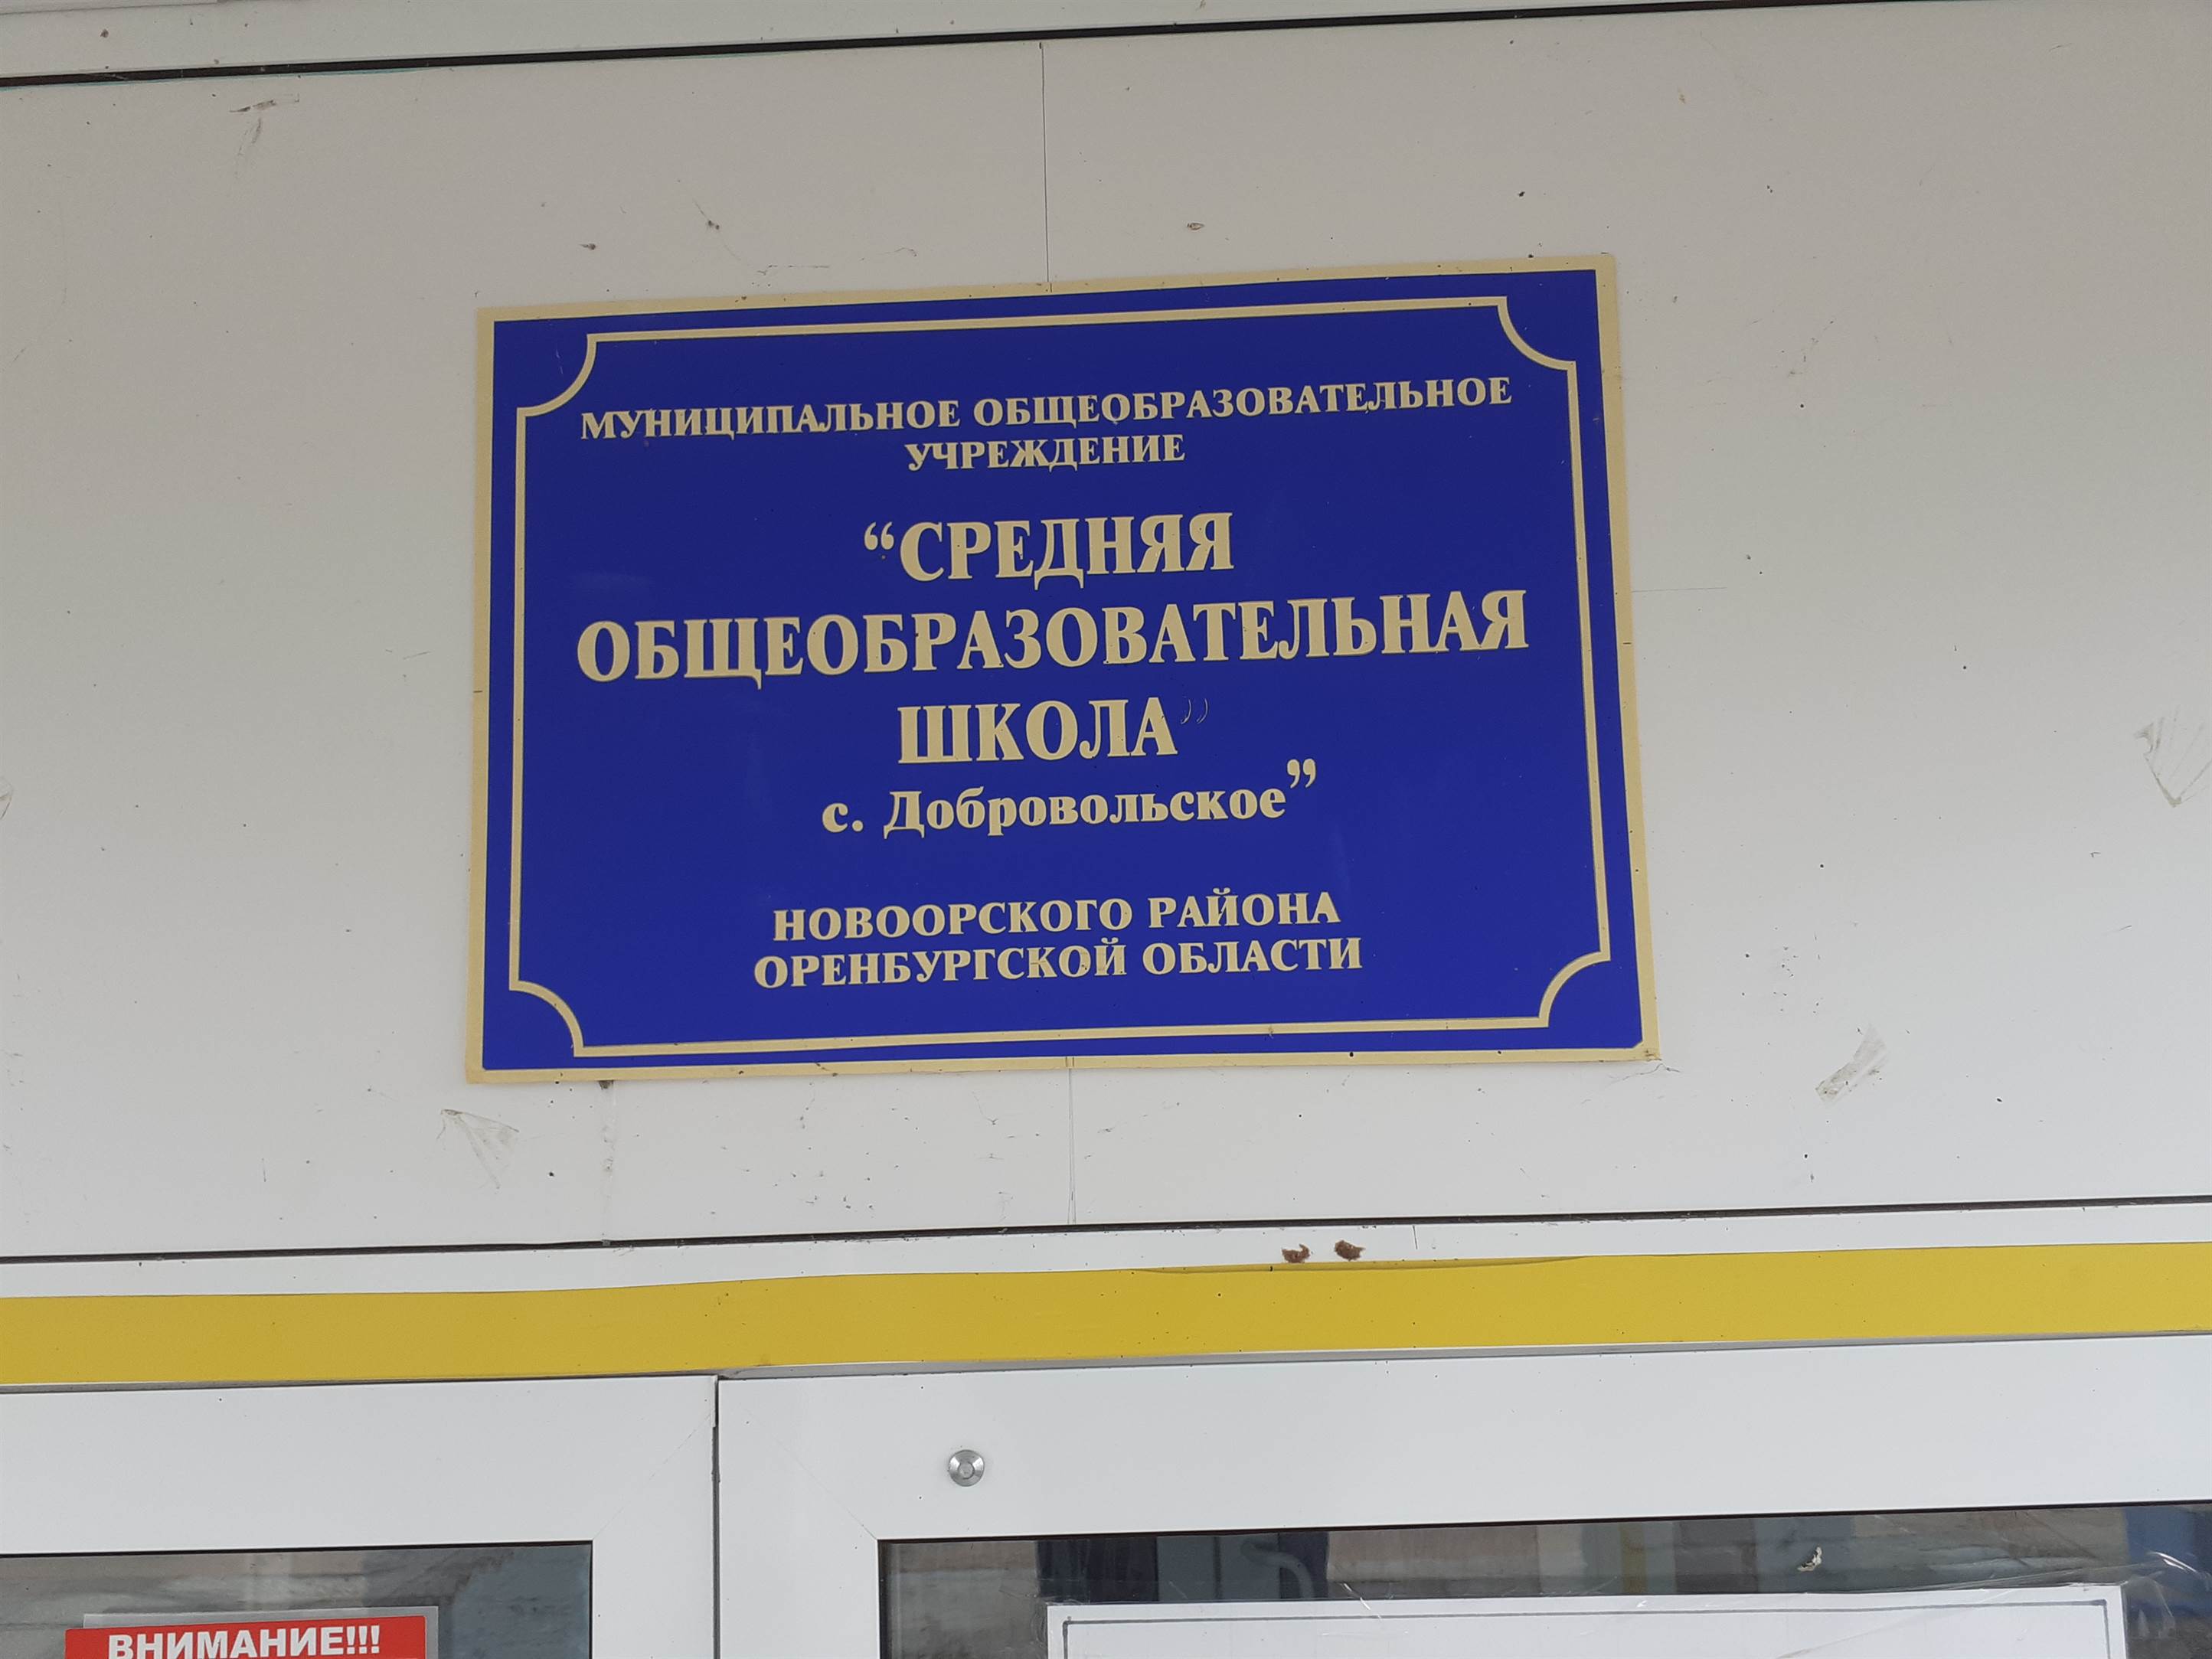 МУНИЦИПАЛЬНОЕ ОБЩЕОБРАЗОВАТЕЛЬНОЕ
УЧРЕЖДЕНИЕ
“СРЕДНЯЯ
ОБЩЕОБРАЗОВАТЕЛЬНАЯ
ШКОЛА”
с. Добровольское”
НОВООРСКОГО РАЙОНА
ОРЕНБУРГСКОЙ ОБЛАСТИ
ВНИМАНИЕ!!!